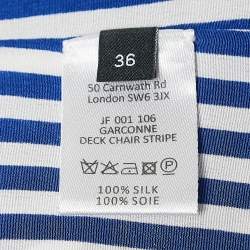 36
50 Carnwath Rd
London SW6 3JX
JF 001 106
GARCONNE
DECK CHAIR STRIPE
100% SILK
100% SOIE